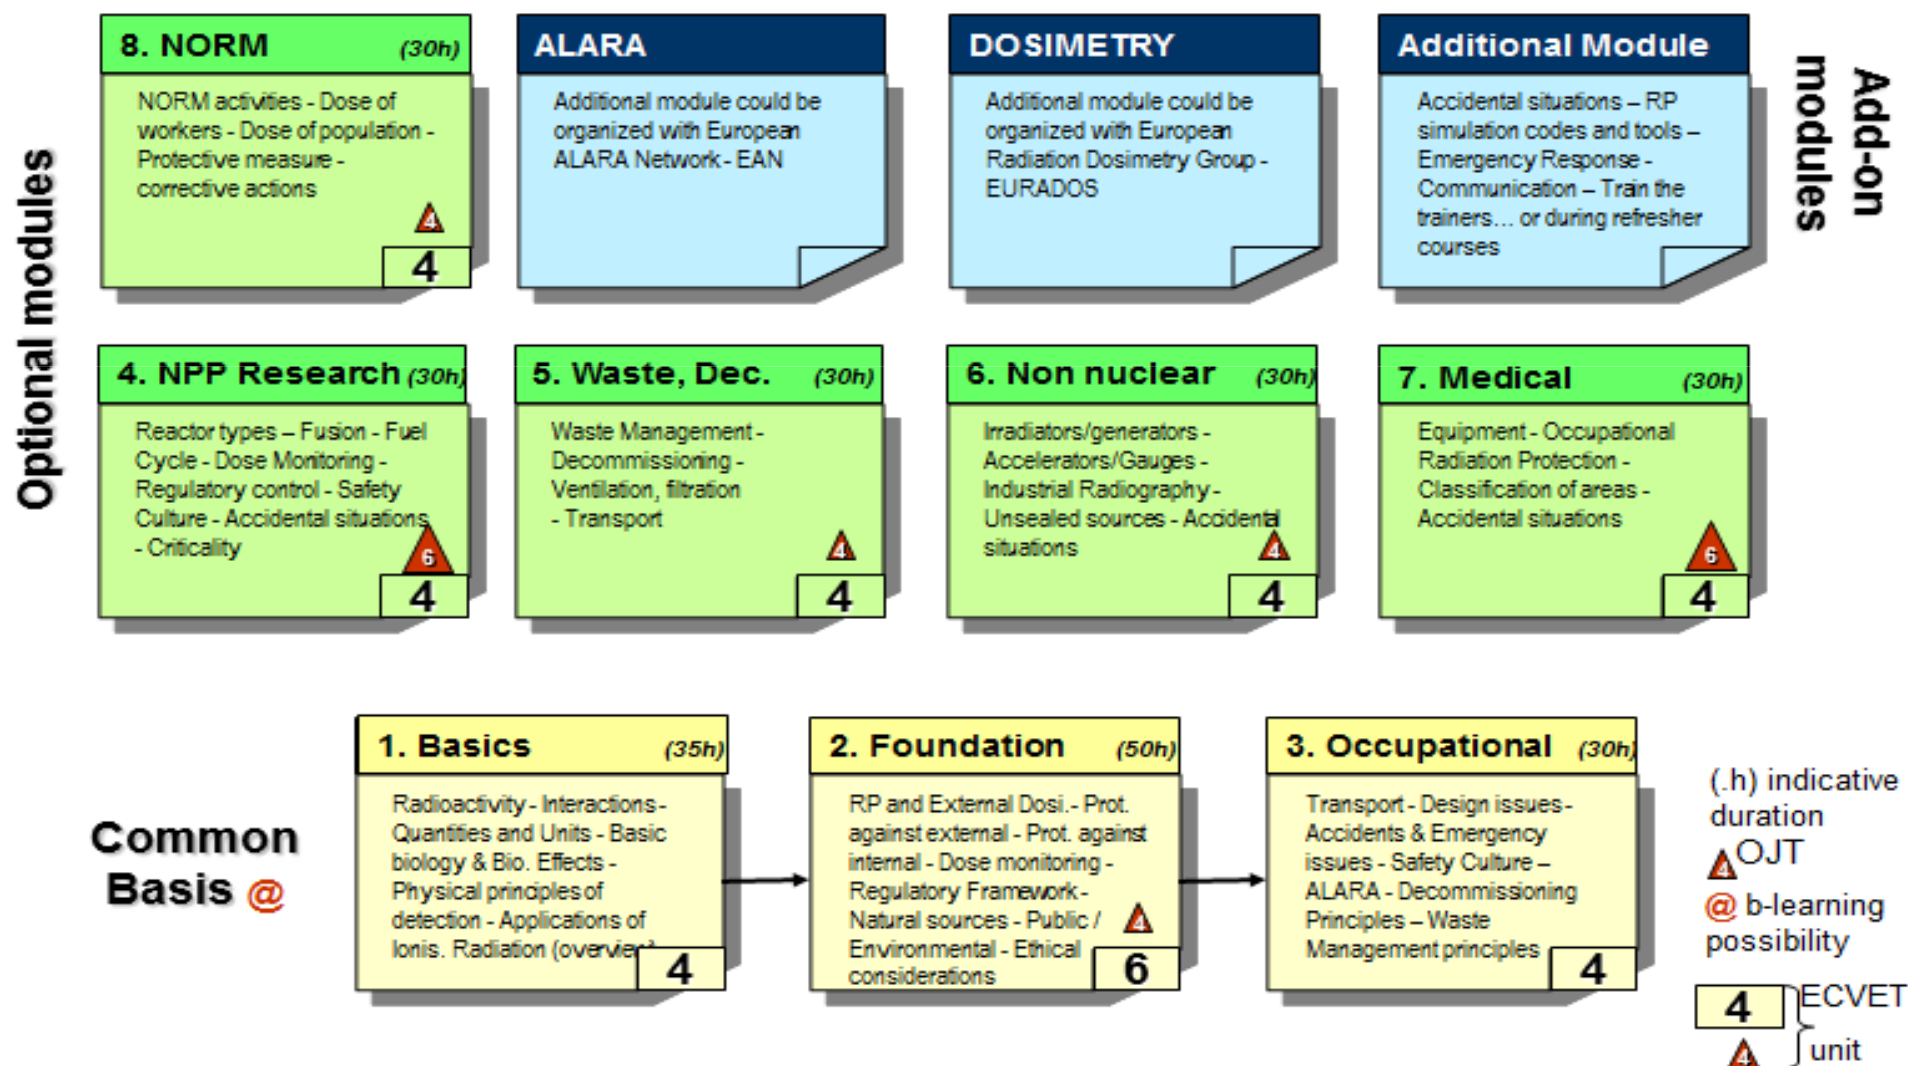 Optional modules
8. NORM (30h)
NORM activities - Dose of
workers - Dose of population -
Protective measure -
corrective actions
4
4
ALARA
Additional module could be
organized with European
ALARA Network - EAN
DOSIMETRY
Additional module could be
organized with European
Radiation Dosimetry Group -
EURADOS
Additional Module
Accidental situations – RP
simulation codes and tools –
Emergency Response -
Communication – Train the
trainers... or during refresher
courses
Add-on
modules
4. NPP Research (30h)
Reactor types – Fusion - Fuel
Cycle - Dose Monitoring -
Regulatory control - Safety
Culture - Accidental situations
- Criticality
6
4
5. Waste, Dec. (30h)
Waste Management -
Decommissioning -
Ventilation, filtration
- Transport
4
4
6. Non nuclear (30h)
Irradiators/generators -
Accelerators/Gauges -
Industrial Radiography -
Unsealed sources - Accidental
situations
4
4
7. Medical (30h)
Equipment - Occupational
Radiation Protection -
Classification of areas -
Accidental situations
6
4
Common
Basis @
1. Basics (35h)
Radioactivity - Interactions -
Quantities and Units - Basic
biology & Bio. Effects -
Physical principles of
detection - Applications of
Ionis. Radiation (overview)
4
2. Foundation (50h)
RP and External Dosi. - Prot.
against external - Prot. against
internal - Dose monitoring -
Regulatory Framework -
Natural sources - Public /
Environmental - Ethical
considerations
4
6
3. Occupational (30h)
Transport - Design issues -
Accidents & Emergency
issues - Safety Culture –
ALARA - Decommissioning
Principles – Waste
Management principles
4
(.h) indicative
duration
4 OJT
@ b-learning
possibility
4 ECVET
4 unit